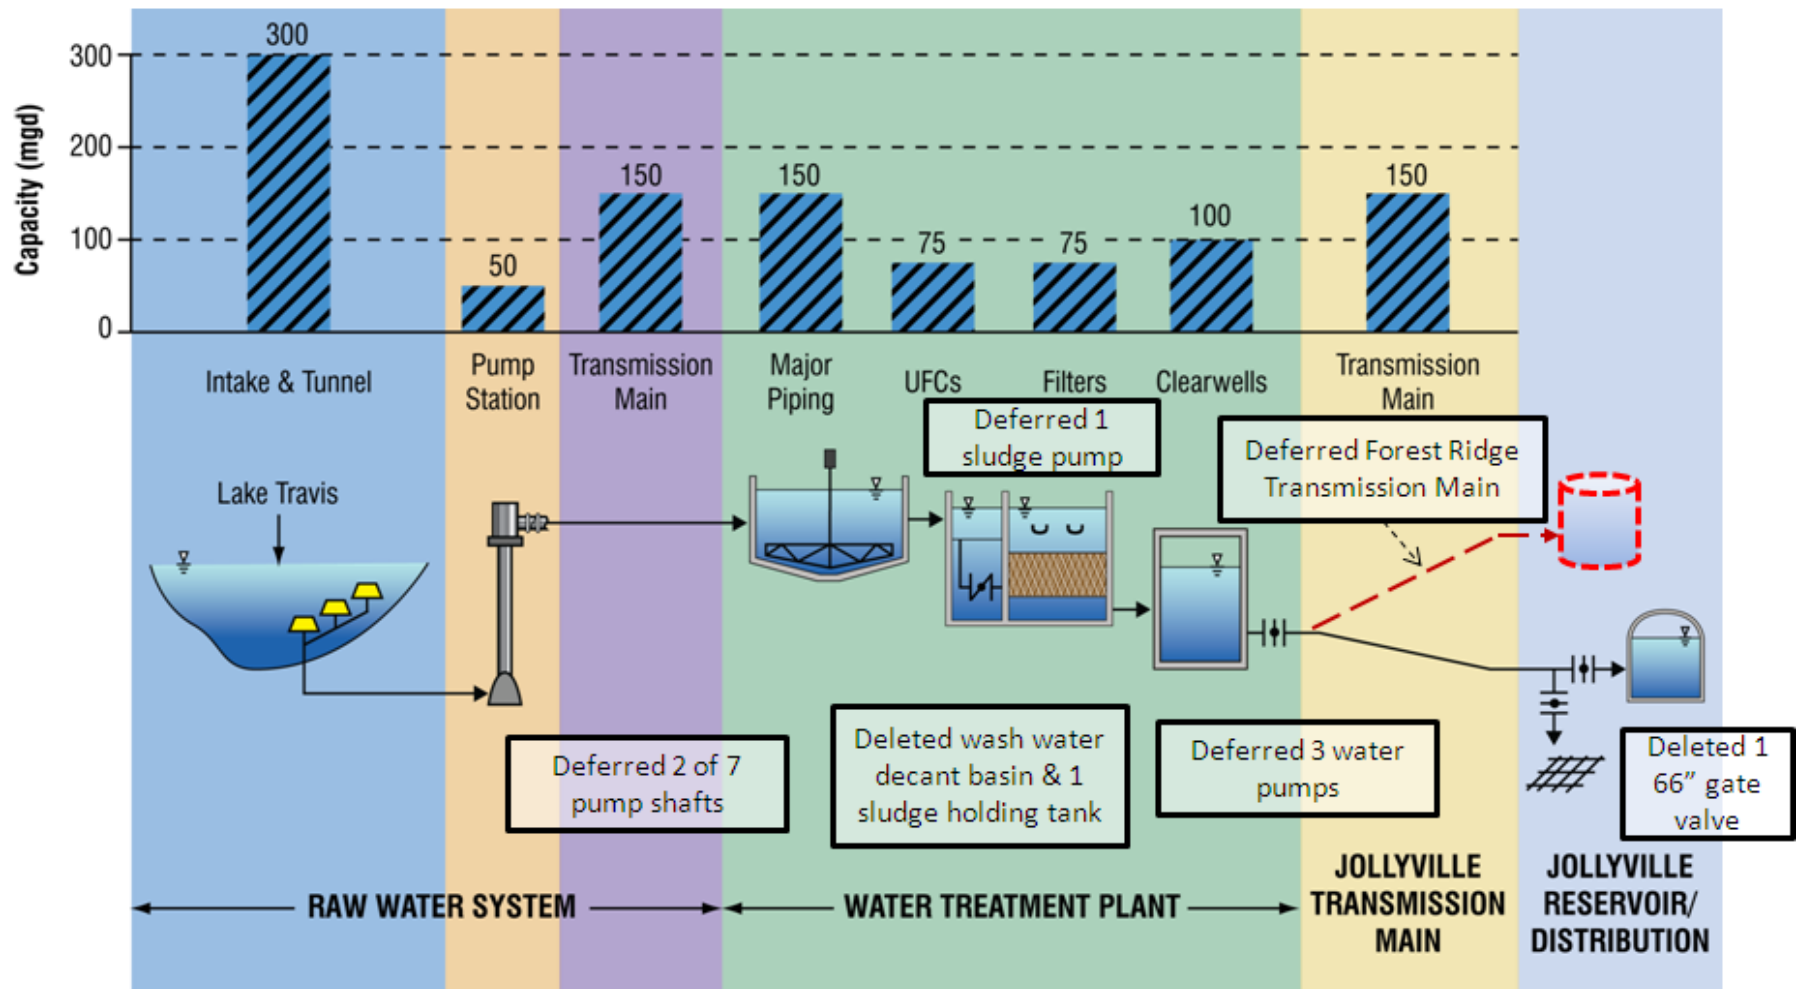 Capacity (mgd)
300
200
100
0
300
50
150
150
75
75
100
150
Intake & Tunnel
Pump
Station
Transmission
Main
Major
Piping
UFCs
Filters
Clearwells
Transmission
Main
Deferred 1
sludge pump
Deferred Forest Ridge
Transmission Main
Lake Travis
Deferred 2 of 7
pump shafts
Deleted wash water
decant basin & 1
sludge holding tank
Deferred 3 water
pumps
Deleted 1
66” gate
valve
RAW WATER SYSTEM
WATER TREATMENT PLANT
JOLLYVILLE
TRANSMISSION
MAIN
JOLLYVILLE
RESERVOIR/
DISTRIBUTION